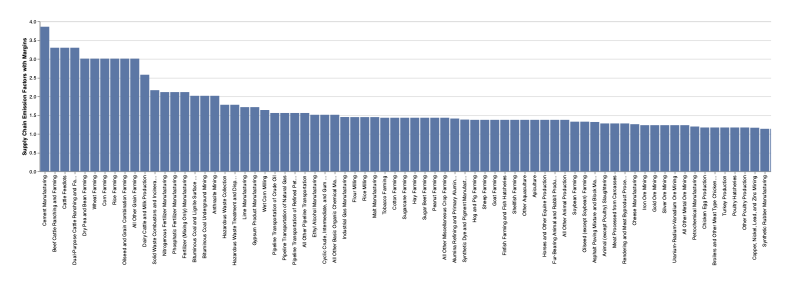 Supply Chain Emission Factors with Margins
4.0
3.5
3.0
2.5
2.0
1.5
1.0
0.5
0.0
Cement Manufacturing
Beef Cattle Ranching and Farming
Cattle Feedlots
Dual-Purpose Cattle Ranching and Fa…
Dry Pea and Bean Farming
Wheat Farming
Corn Farming
Rice Farming
Oilseed and Grain Combination Farming
All Other Grain Farming
Dairy Cattle and Milk Production
Solid Waste Combustors and Incinera…
Nitrogenous Fertilizer Manufacturing
Phosphatic Fertilizer Manufacturing
Fertilizer (Mixing Only) Manufacturing
Bituminous Coal and Lignite Surface …
Bituminous Coal Underground Mining
Anthracite Mining
Hazardous Waste Collection
Hazardous Waste Treatment and Disp…
Lime Manufacturing
Gypsum Product Manufacturing
Wet Corn Milling
Pipeline Transportation of Crude Oil
Pipeline Transportation of Natural Gas
Pipeline Transportation of Refined Pet…
All Other Pipeline Transportation
Ethyl Alcohol Manufacturing
Cyclic Crude, Intermediate, and Gum …
All Other Basic Organic Chemical Ma…
Industrial Gas Manufacturing
Flour Milling
Rice Milling
Malt Manufacturing
Tobacco Farming
Cotton Farming
Sugarcane Farming
Hay Farming
Sugar Beet Farming
Peanut Farming
All Other Miscellaneous Crop Farming
Alumina Refining and Primary Alumin…
Synthetic Dye and Pigment Manufact…
Hog and Pig Farming
Sheep Farming
Goat Farming
Finfish Farming and Fish Hatcheries
Shellfish Farming
Other Aquaculture
Apiculture
Horses and Other Equine Production
Fur-Bearing Animal and Rabbit Produ…
All Other Animal Production
Soybean Farming
Oilseed (except Soybean) Farming
Asphalt Paving Mixture and Block Ma…
Animal (except Poultry) Slaughtering
Meat Processed from Carcasses
Rendering and Meat Byproduct Proce…
Cheese Manufacturing
Iron Ore Mining
Gold Ore Mining
Silver Ore Mining
Uranium-Radium-Vanadium Ore Mining
All Other Metal Ore Mining
Petrochemical Manufacturing
Chicken Egg Production
Broilers and Other Meat Type Chicken…
Turkey Production
Poultry Hatcheries
Other Poultry Production
Copper, Nickel, Lead, and Zinc Mining
Synthetic Rubber Manufacturing